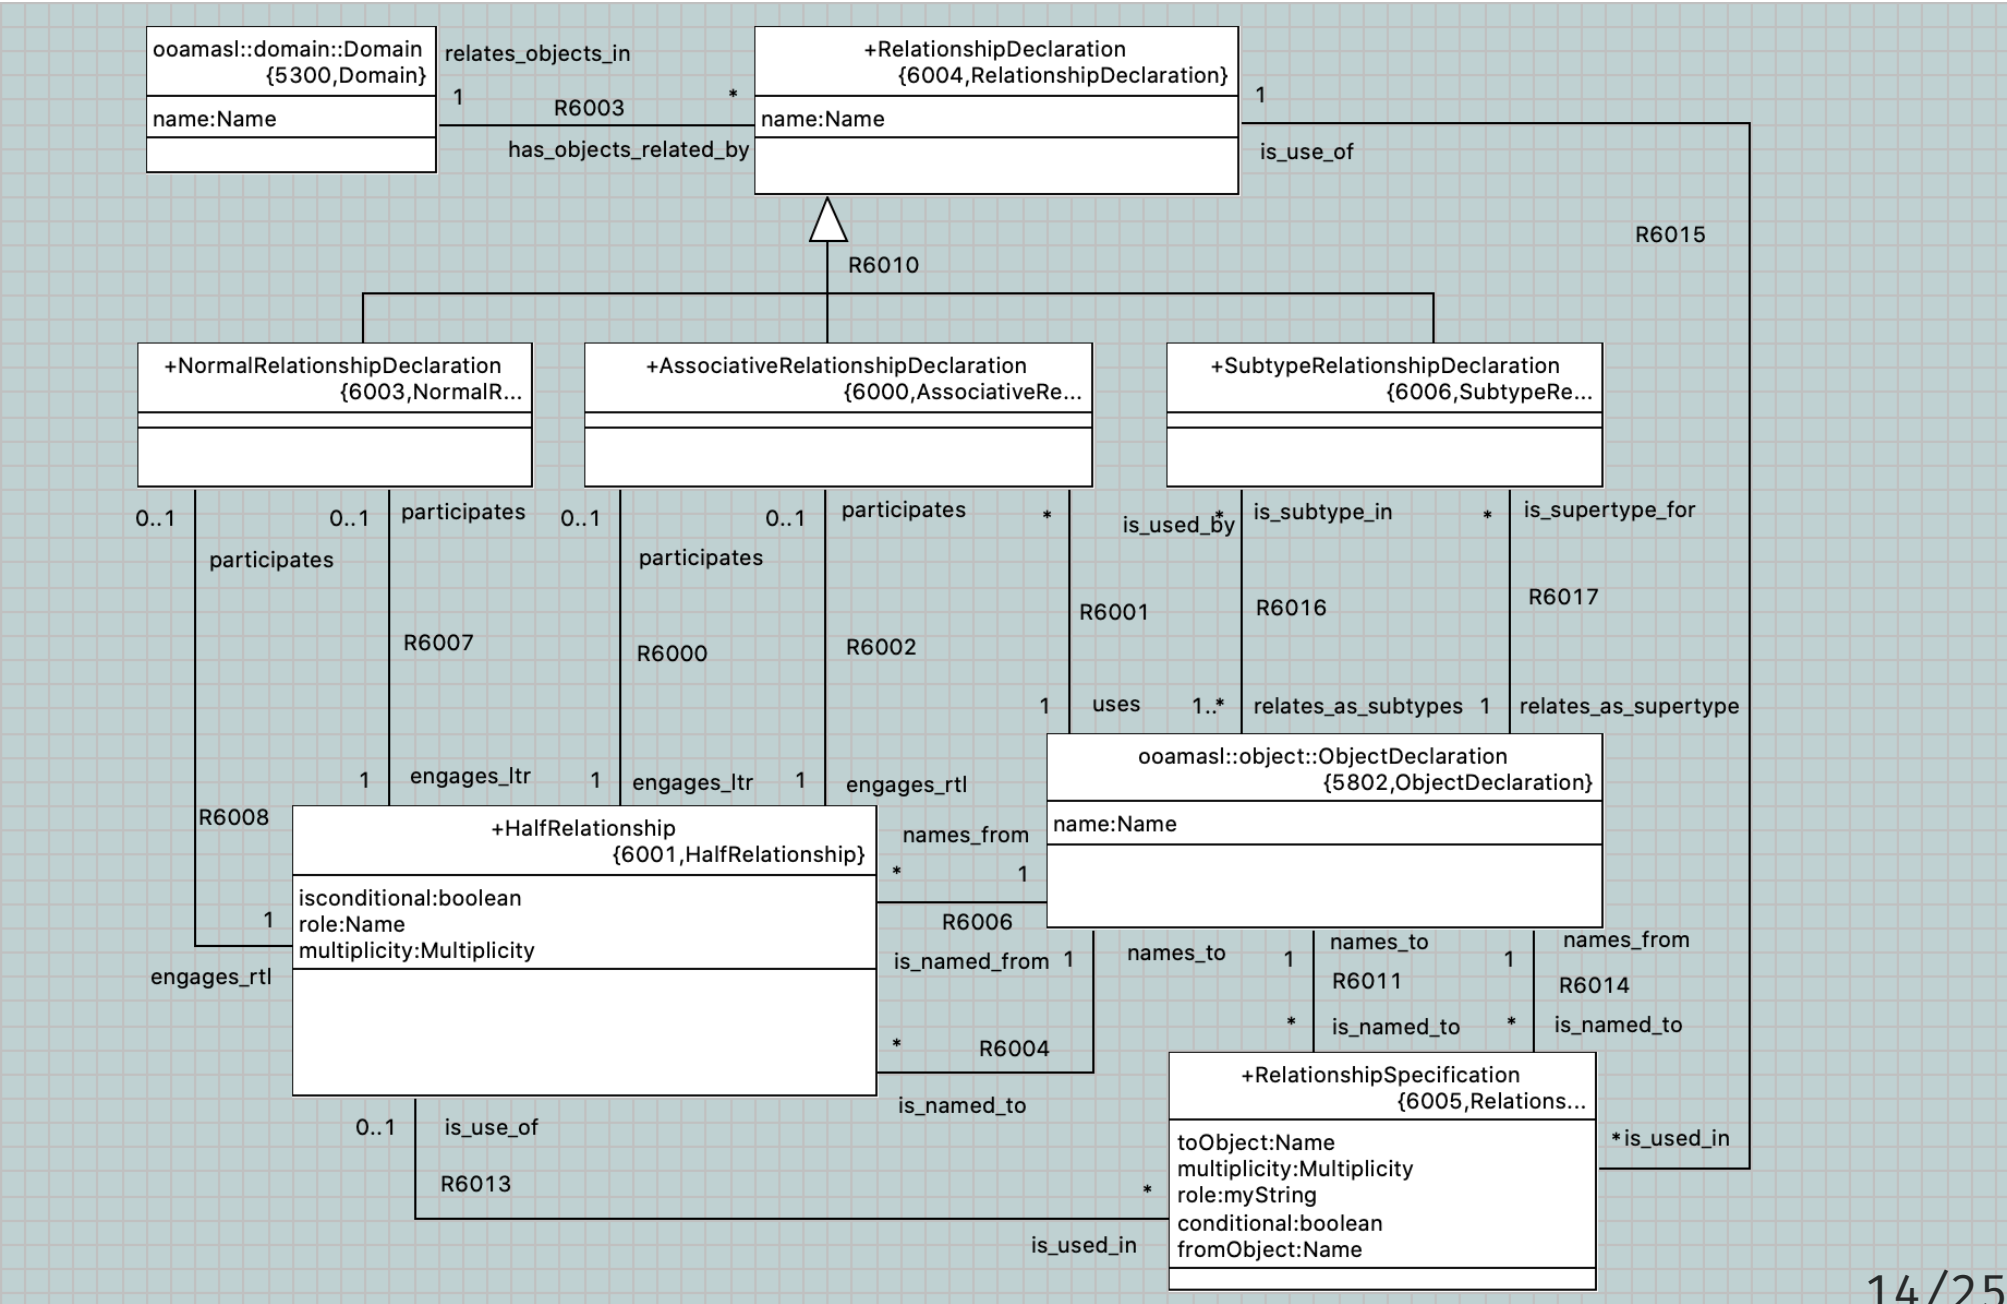 ooamasl::domain::Domain
{5300,Domain}
name:Name
relates_objects_in
1
R6003
*
has_objects_related_by
+RelationshipDeclaration
{6004,RelationshipDeclaration}
name:Name
1
is_use_of
R6015
R6010
+NormalRelationshipDeclaration
{6003,NormalR...
+AssociativeRelationshipDeclaration
{6000,AssociativeRe...
+SubtypeRelationshipDeclaration
{6006,SubtypeRe...
0..1
participates
0..1
participates
0..1
participates
0..1
participates
*
is_used_by
*
is_subtype_in
*
is_supertype_for
R6007
R6000
R6002
R6001
R6016
R6017
1
uses
1..*
relates_as_subtypes
1
relates_as_supertype
1
engages_ltr
1
engages_ltr
1
engages_rtl
R6008
1
engages_rtl
+HalfRelationship
{6001,HalfRelationship}
isconditional:boolean
role:Name
multiplicity:Multiplicity
ooamasl::object::ObjectDeclaration
{5802,ObjectDeclaration}
name:Name
names_from
*
1
R6006
is_named_from
1
names_to
*
R6004
is_named_to
1
names_to
R6011
*
is_named_to
1
names_from
R6014
*
is_named_to
+RelationshipSpecification
{6005,Relations...
toObject:Name
multiplicity:Multiplicity
role:myString
conditional:boolean
fromObject:Name
*is_used_in
0..1
is_use_of
R6013
*
is_used_in
14/25